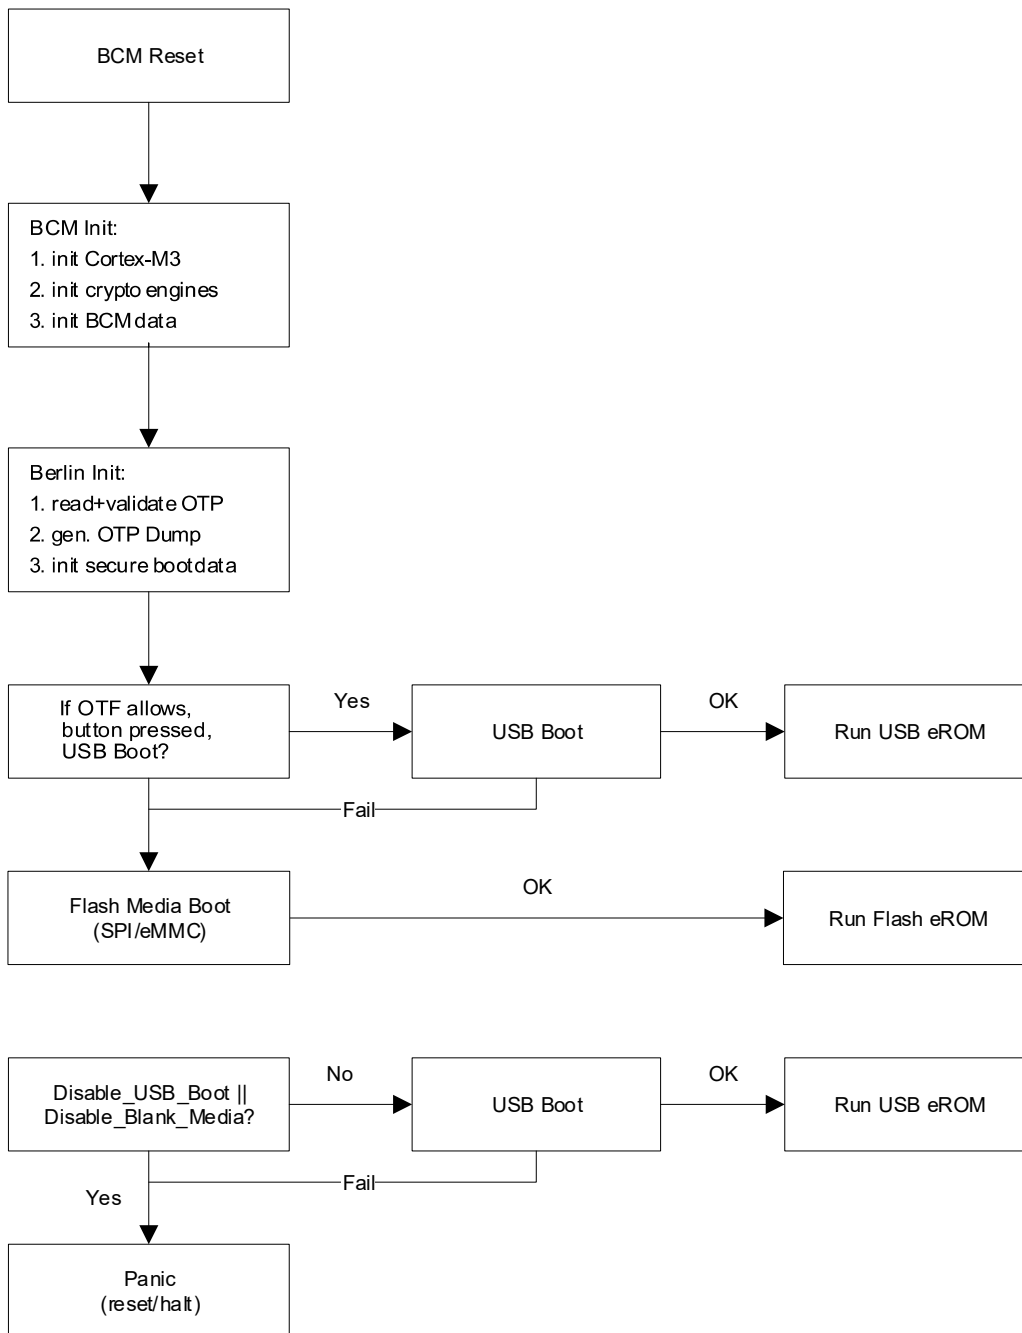 BCM Reset
BCM Init:
1. init Cortex-M3
2. init crypto engines
3. init BCM data
Berlin Init:
1. read+validate OTP
2. gen. OTP Dump
3. init secure bootdata
If OTF allows,
button pressed,
USB Boot?
Yes
USB Boot
OK
Run USB eROM
Fail
Flash Media Boot
(SPI/eMMC)
OK
Run Flash eROM
Disable_USB_Boot ||
Disable_Blank_Media?
No
USB Boot
OK
Run USB eROM
Fail
Yes
Panic
(reset/halt)